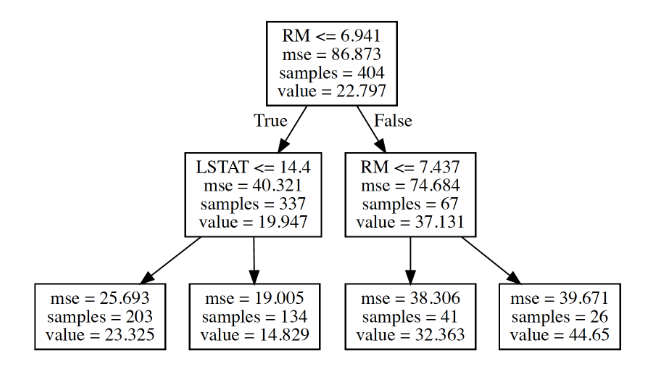 RM <= 6.941
mse = 86.873
samples = 404
value = 22.797
True
False
LSTAT <= 14.4
mse = 40.321
samples = 337
value = 19.947
RM <= 7.437
mse = 74.684
samples = 67
value = 37.131
mse = 25.693
samples = 203
value = 23.325
mse = 19.005
samples = 134
value = 14.829
mse = 38.306
samples = 41
value = 32.363
mse = 39.671
samples = 26
value = 44.65